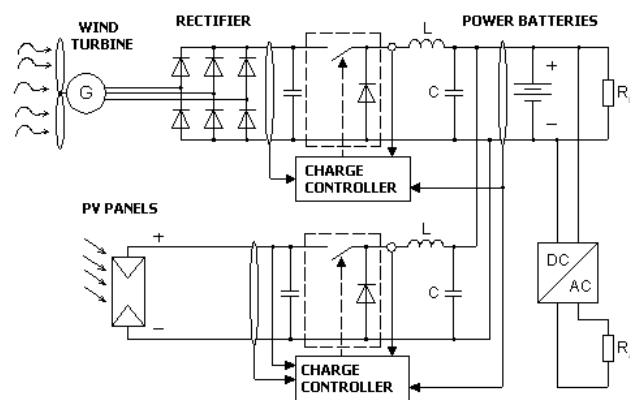 WIND
TURBINE
RECTIFIER
L
POWER BATTERIES
G
C
+
−
R
CHARGE
CONTROLLER
PV PANELS
+
−
L
C
DC
AC
R
CHARGE
CONTROLLER